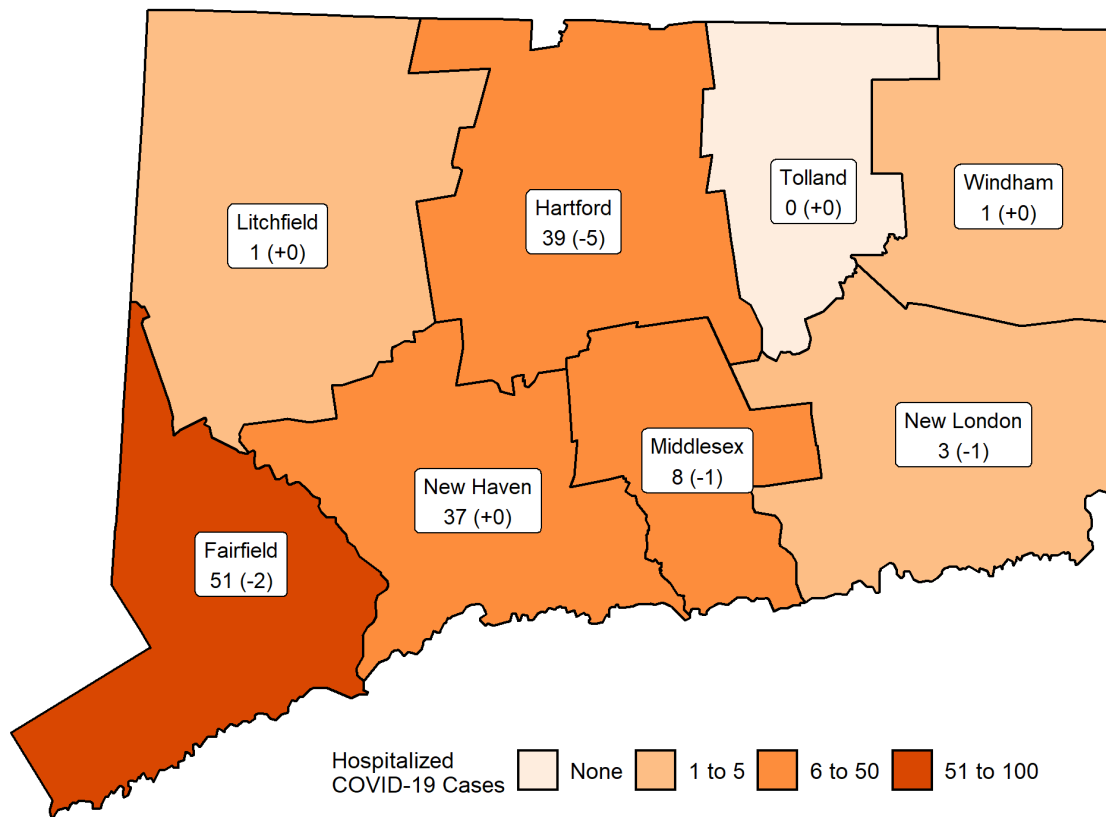 Tolland
0 (+0)
Windham
1 (+0)
Litchfield
1 (+0)
Hartford
39 (-5)
New London
3 (-1)
Middlesex
8 (-1)
New Haven
37 (+0)
Fairfield
51 (-2)
Hospitalized
COVID-19 Cases
None
1 to 5
6 to 50
51 to 100